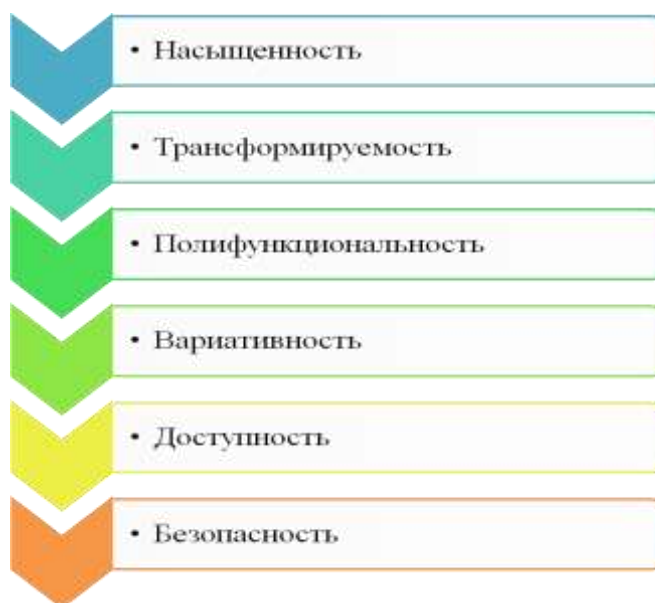 • Насыщенность
• Трансформируемость
• Полифункциональность
• Вариативность
• Доступность
• Безопасность